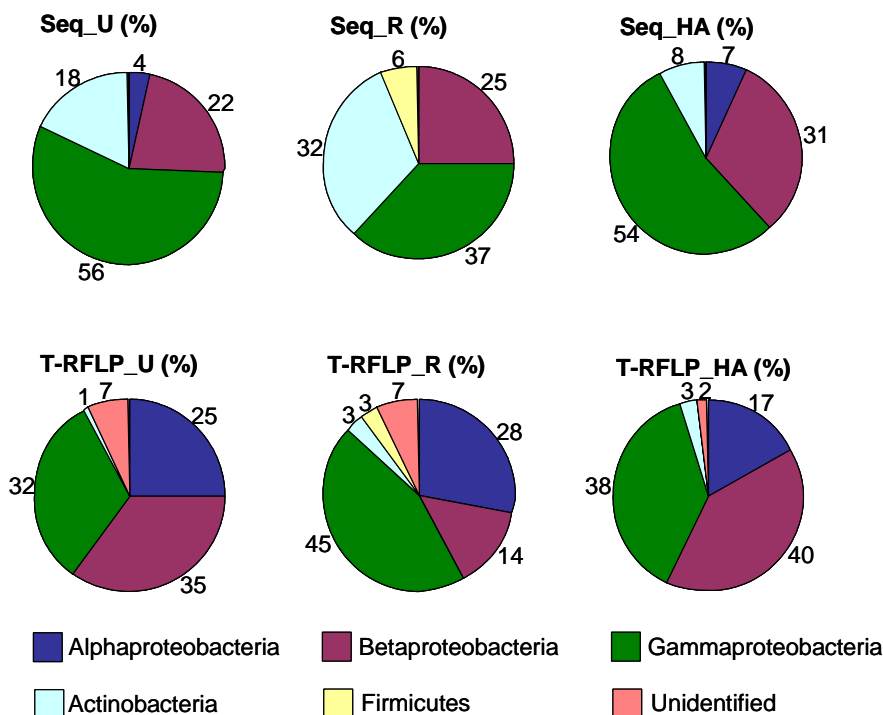 Seq_U (%) Seq_R (%) Seq_HA (%)
18 4 6 8 7
22 25 31
32
56 37 54
T-RFLP_U (%) T-RFLP_R (%) T-RFLP_HA (%)
1 7 25 3 3 7 28 3 2 17
32 45 14 38 40
35
Alphaproteobacteria Betaproteobacteria Gammaproteobacteria
Actinobacteria Firmicutes Unidentified